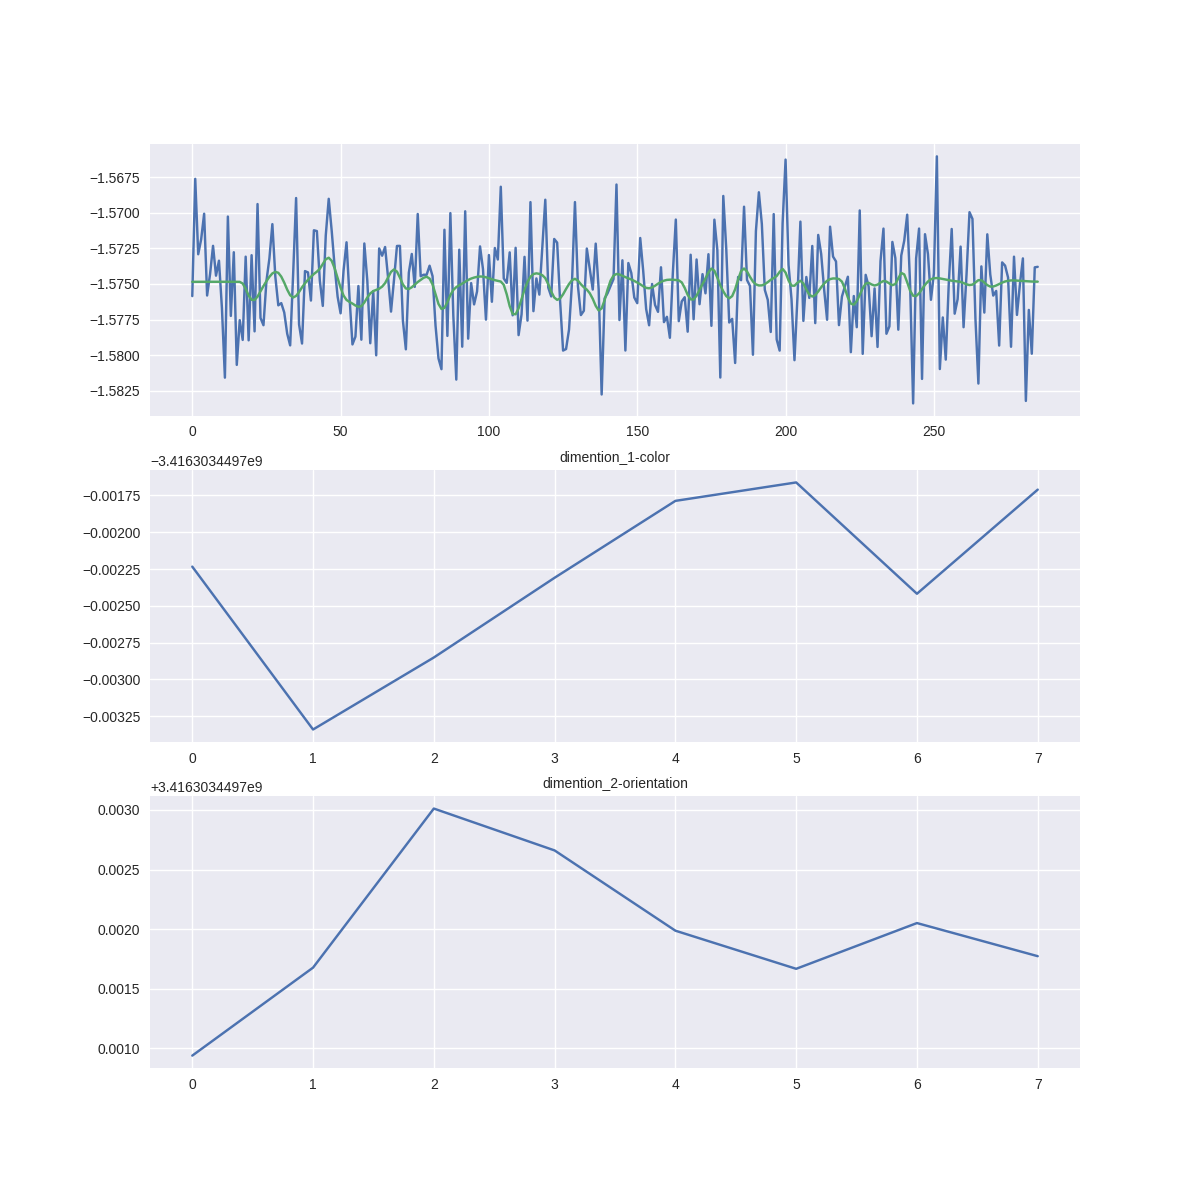 −1.5675
−1.5700
−1.5725
−1.5750
−1.5775
−1.5800
−1.5825
0 50 100 150 200 250
dimention_1-color
−3.4163034497e9
−0.00175
−0.00200
−0.00225
−0.00250
−0.00275
−0.00300
−0.00325
0 1 2 3 4 5 6 7
dimention_2-orientation
+3.4163034497e9
0.0030
0.0025
0.0020
0.0015
0.0010
0 1 2 3 4 5 6 7